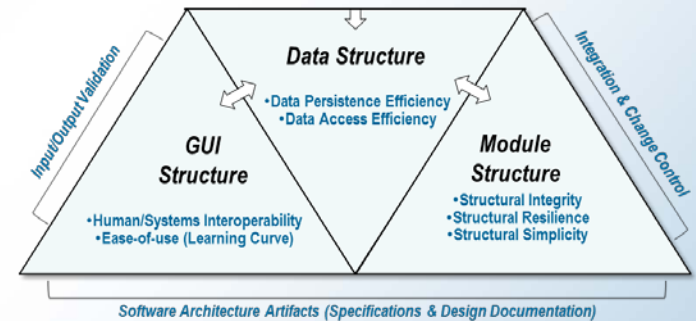 Data Structure
•Data Persistence Efficiency
•Data Access Efficiency
Input/Output Validation
Integration & Change Control
GUI
Structure
•Human/Systems Interoperability
•Ease-of-use (Learning Curve)
Module
Structure
•Structural Integrity
•Structural Resilience
•Structural Simplicity
Software Architecture Artifacts (Specifications & Design Documentation)